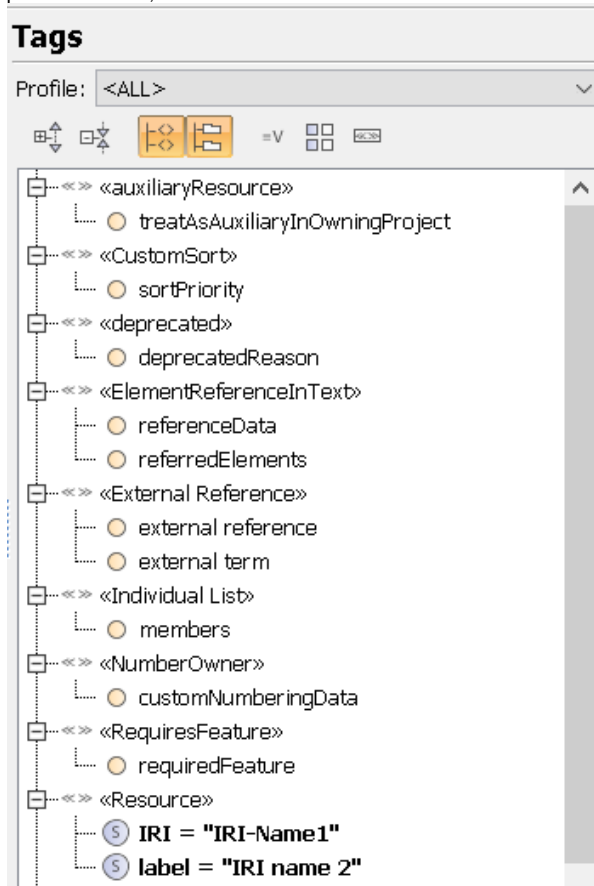 Tags
Profile: <ALL>
=V
«auxiliaryResource»
treatAsAuxiliaryInOwningProject
«CustomSort»
sortPriority
«deprecated»
deprecatedReason
«ElementReferenceInText»
referenceData
referredElements
«External Reference»
external reference
external term
«Individual List»
members
«NumberOwner»
customNumberingData
«RequiresFeature»
requiredFeature
«Resource»
S IRI = "IRI-Name1"
S label = "IRI name 2"